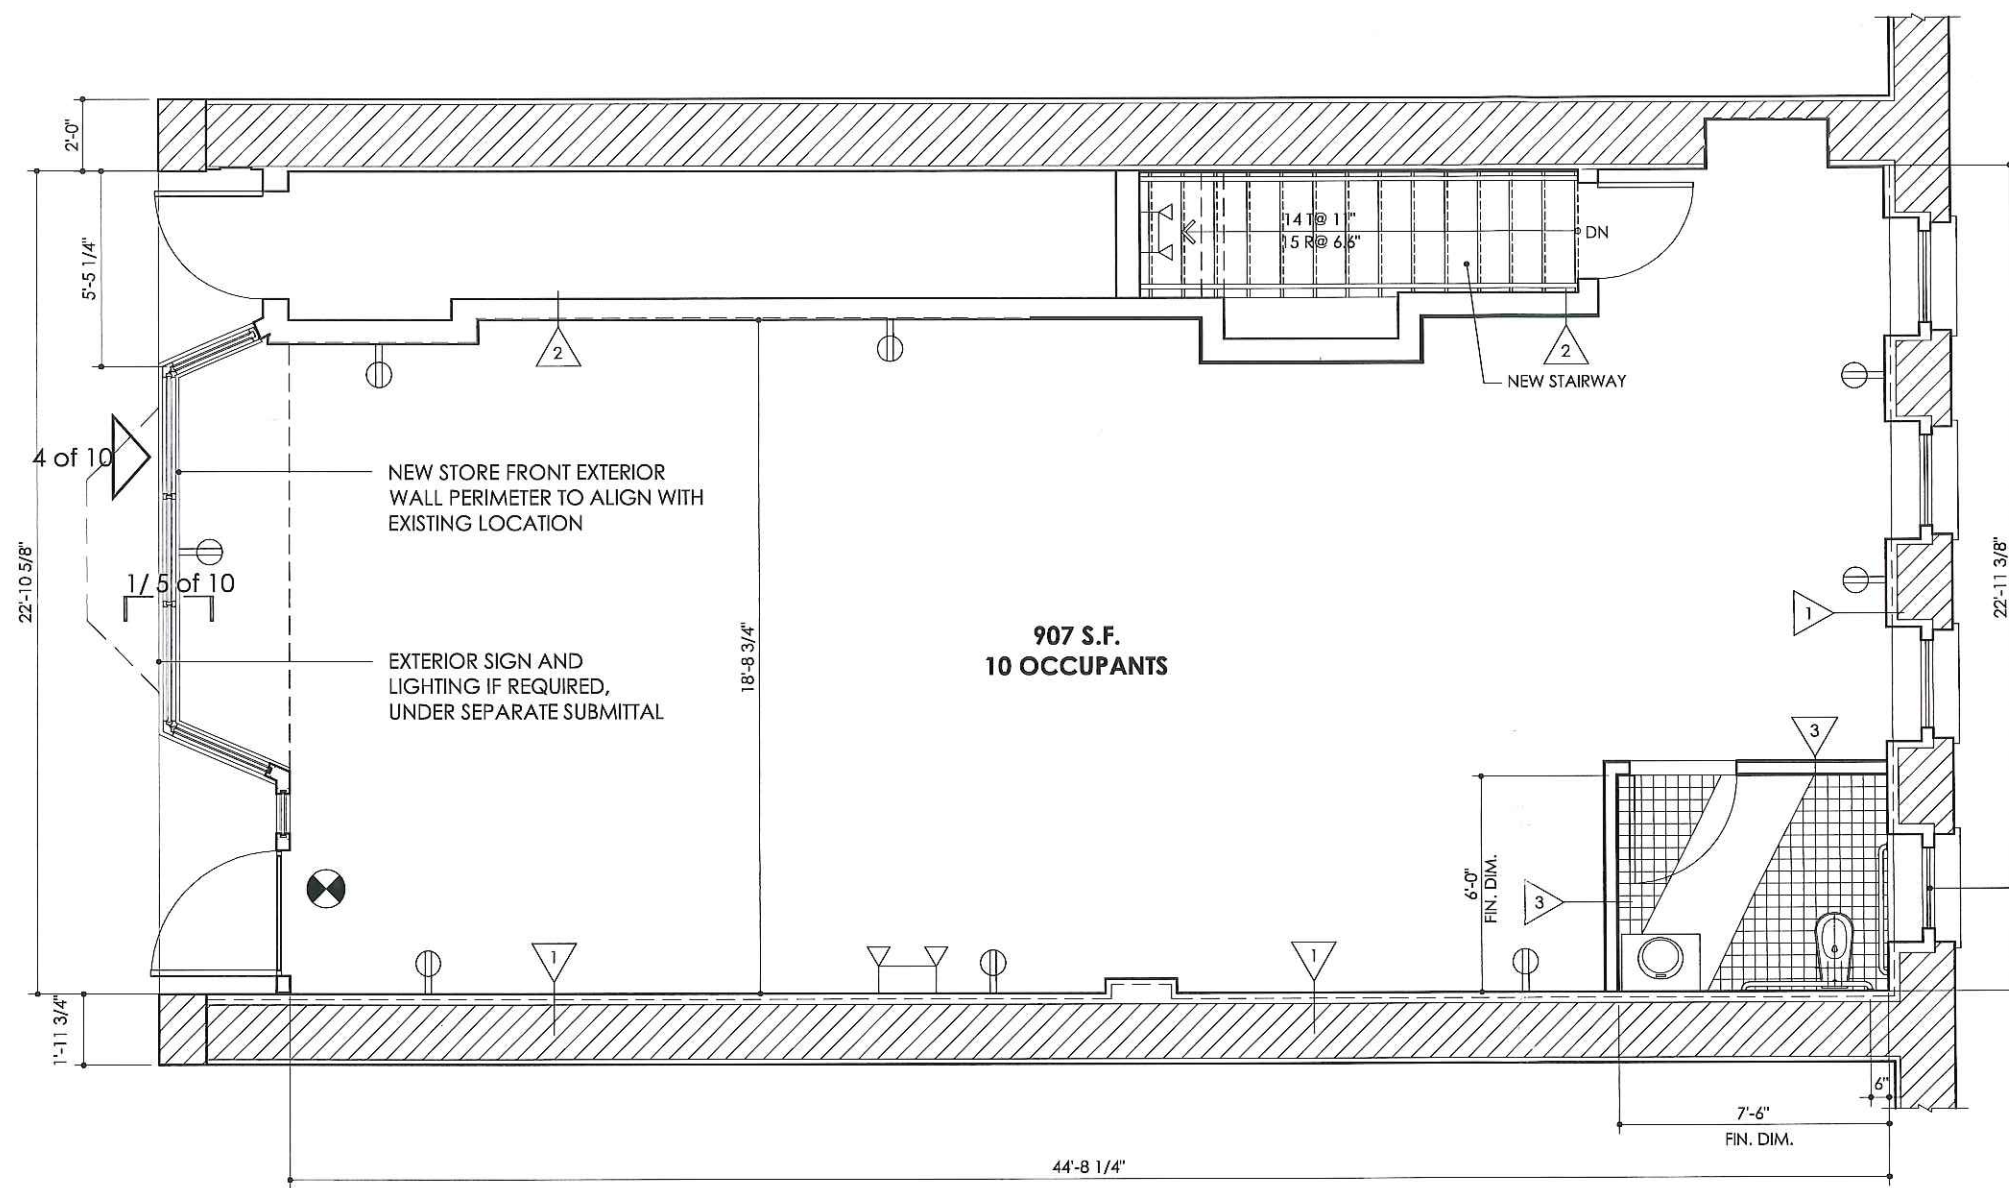 2'-0"
5'-5 1/4"
22'-10 5/8"
1'-11 3/4"
14 T@ 11"
15 R@ 6.6"
DN
2
2
NEW STAIRWAY
4 of 10
NEW STORE FRONT EXTERIOR
WALL PERIMETER TO ALIGN WITH
EXISTING LOCATION
1/ 5 of 10
22'-11 3/8"
1
907 S.F.
10 OCCUPANTS
18'-8 3/4"
EXTERIOR SIGN AND
LIGHTING IF REQUIRED,
UNDER SEPARATE SUBMITTAL
3
6'-0"
FIN. DIM.
3
1
1
6"
7'-6"
FIN. DIM.
44'-8 1/4"